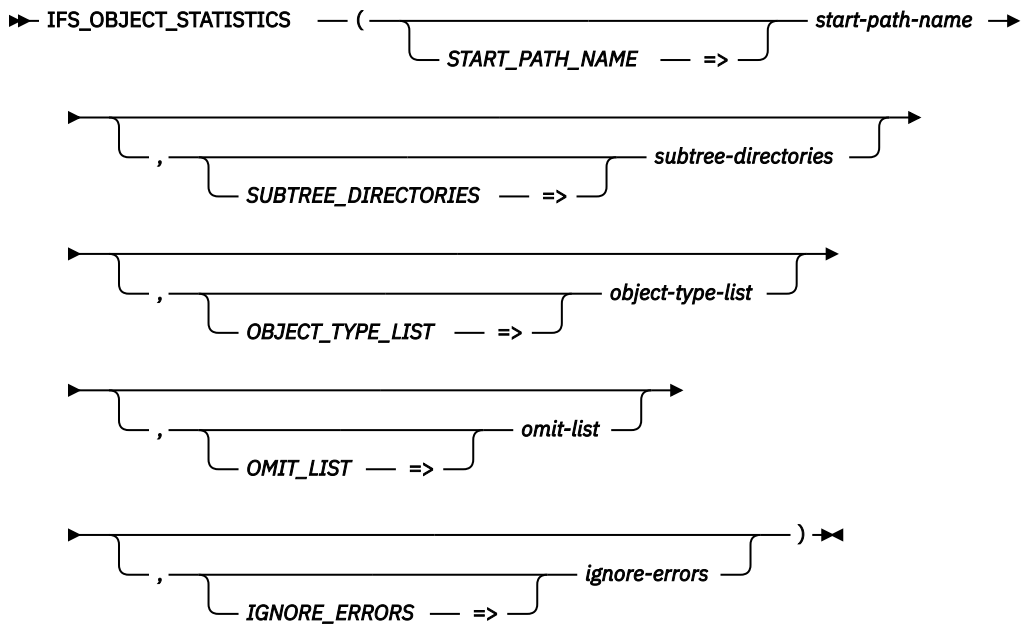 IFS_OBJECT_STATISTICS ( start-path-name
START_PATH_NAME =>
, subtree-directories
SUBTREE_DIRECTORIES =>
, object-type-list
OBJECT_TYPE_LIST =>
, omit-list
OMIT_LIST =>
)
, ignore-errors
IGNORE_ERRORS =>